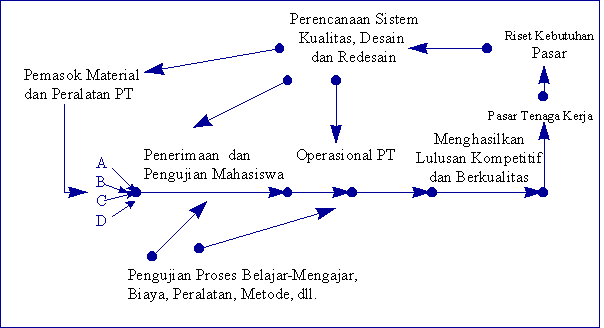 Perencanaan Sistem
Kualitas, Desain
dan Redesain
Riset Kebutuhan
Pasar
Pemasok Material
dan Peralatan PT
Pasar Tenaga Kerja
Penerimaan dan
Pengujian Mahasiswa
Operasional PT
Menghasilkan
Lulusan Kompetitif
dan Berkualitas
A
B
C
D
Pengujian Proses Belajar-Mengajar,
Biaya, Peralatan, Metode, dll.